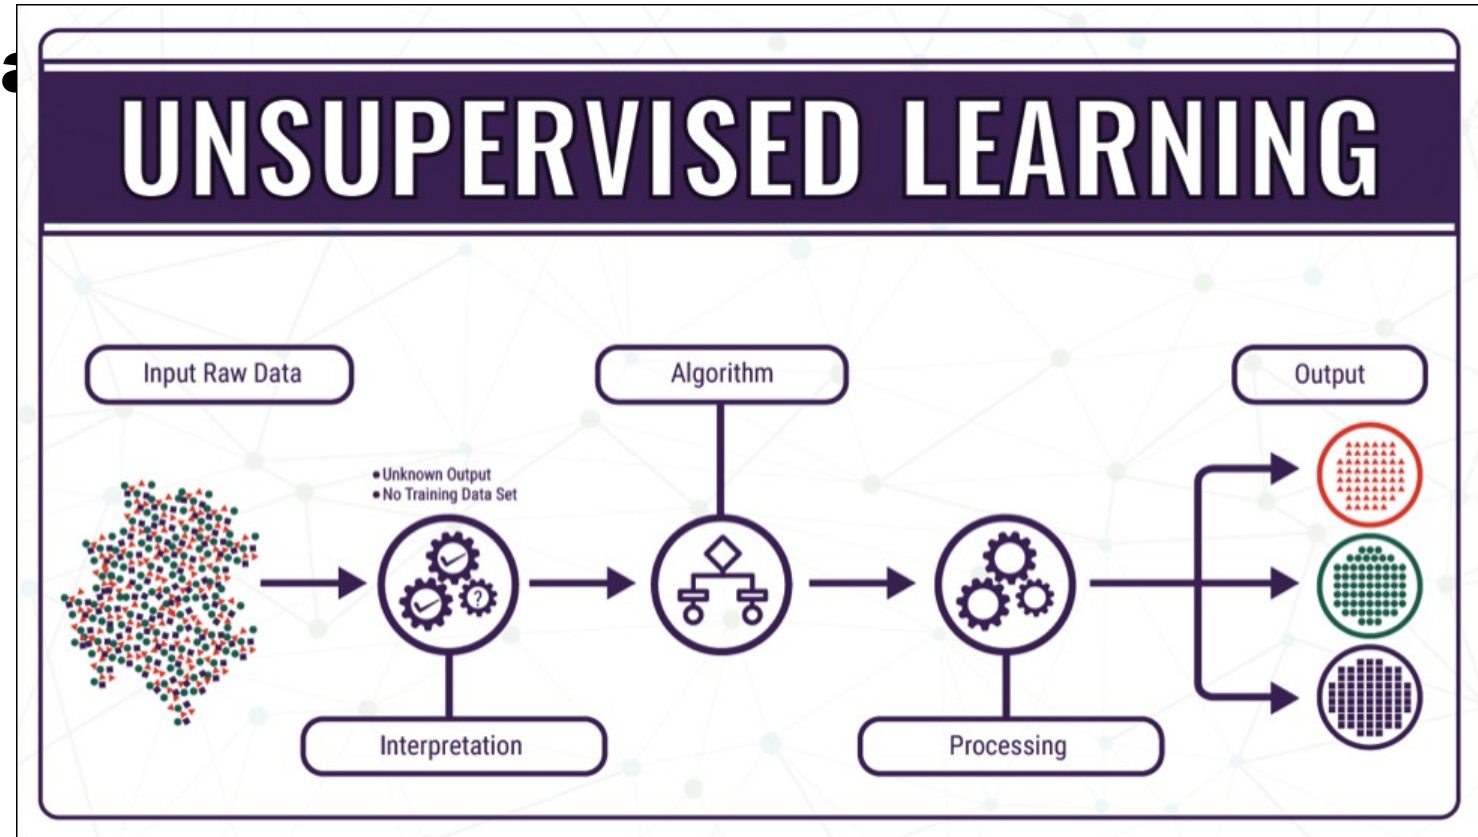 a
UNSUPERVISED LEARNING
Input Raw Data
Algorithm
Output
•Unknown Output
•No Training Data Set
?
Interpretation
Processing